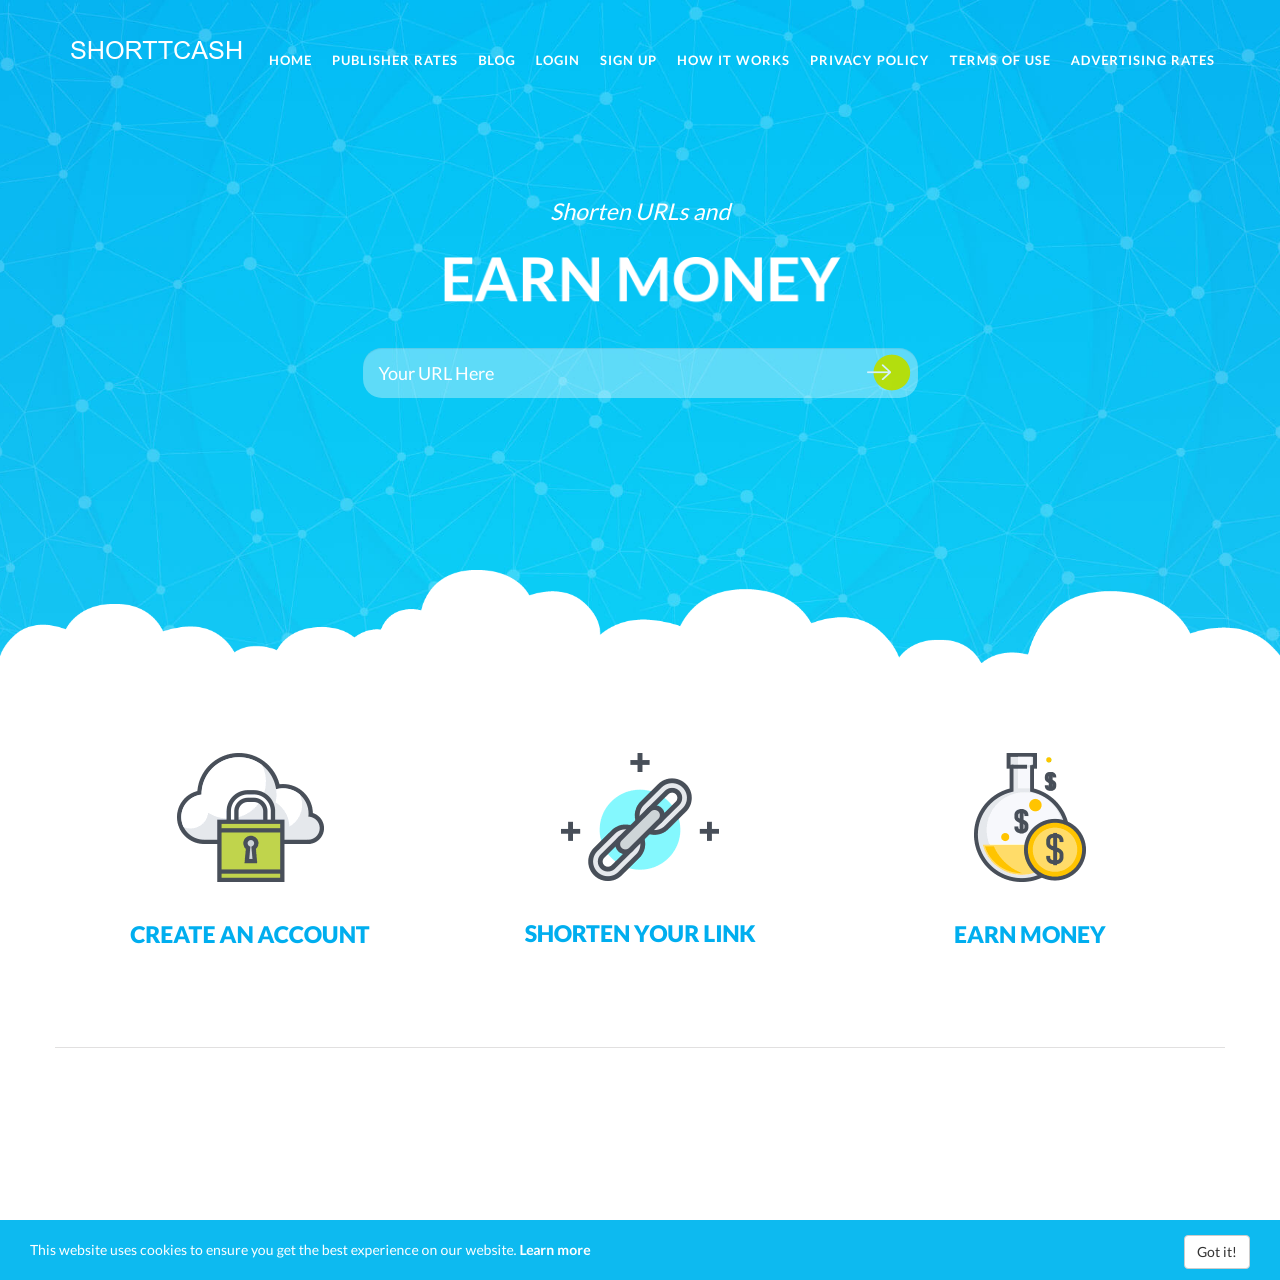 SHORTTCASH
HOME PUBLISHER RATES BLOG LOGIN SIGN UP HOW IT WORKS PRIVACY POLICY TERMS OF USE ADVERTISING RATES
Shorten URLs and
EARN MONEY
Your URL Here
CREATE AN ACCOUNT
SHORTEN YOUR LINK
$
$
$
EARN MONEY
This website uses cookies to ensure you get the best experience on our website. Learn more
Got it!